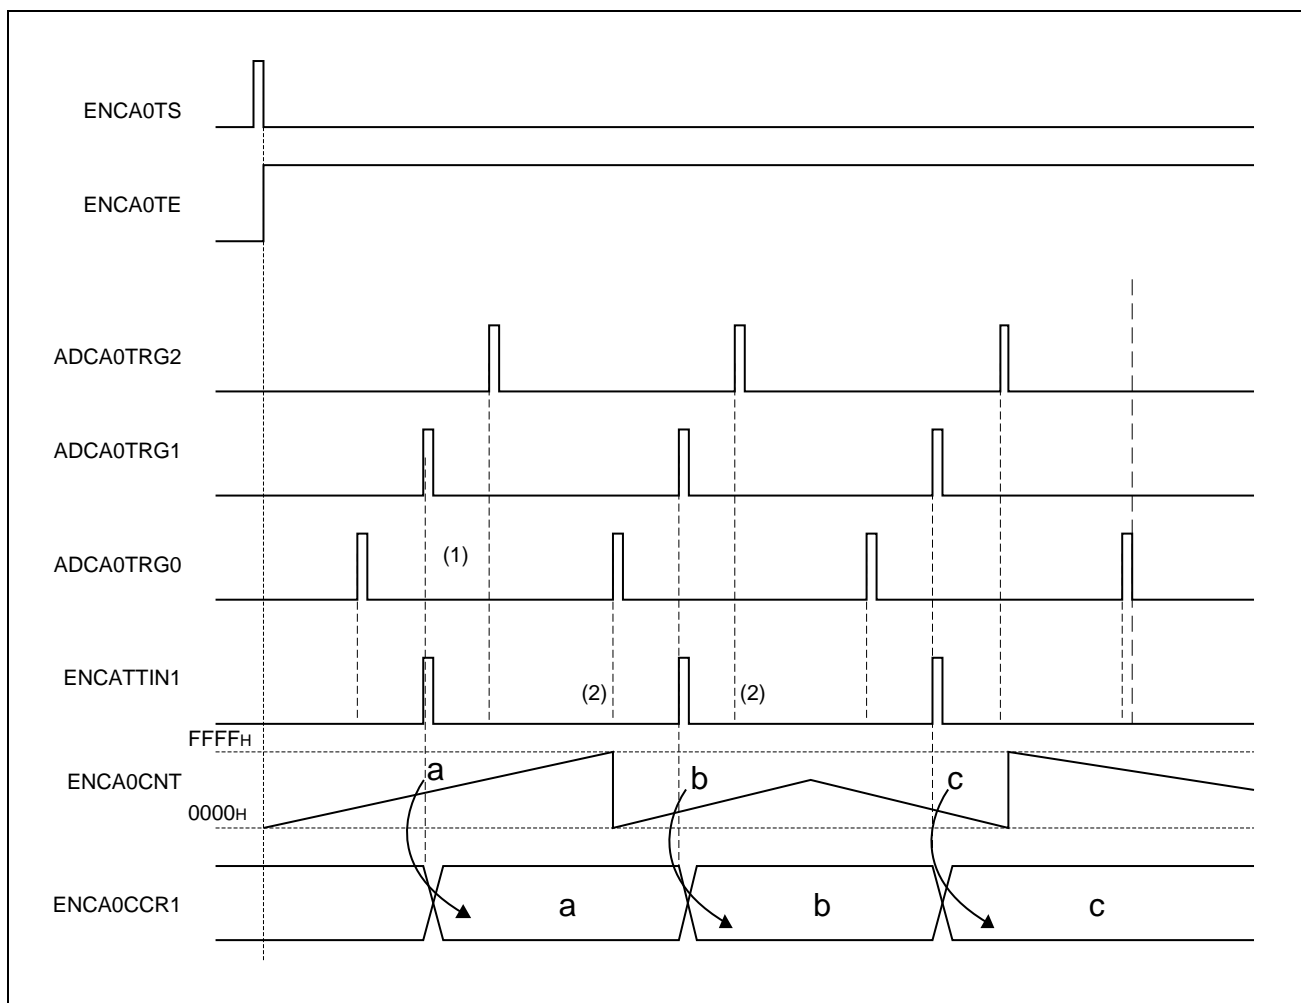 ENCA0TS
ENCA0TE
ADCA0TRG2
ADCA0TRG1
ADCA0TRG0
(1)
ENCATTIN1
(2)
(2)
FFFFH
ENCA0CNT
a
b
c
0000H
ENCA0CCR1
a
b
c